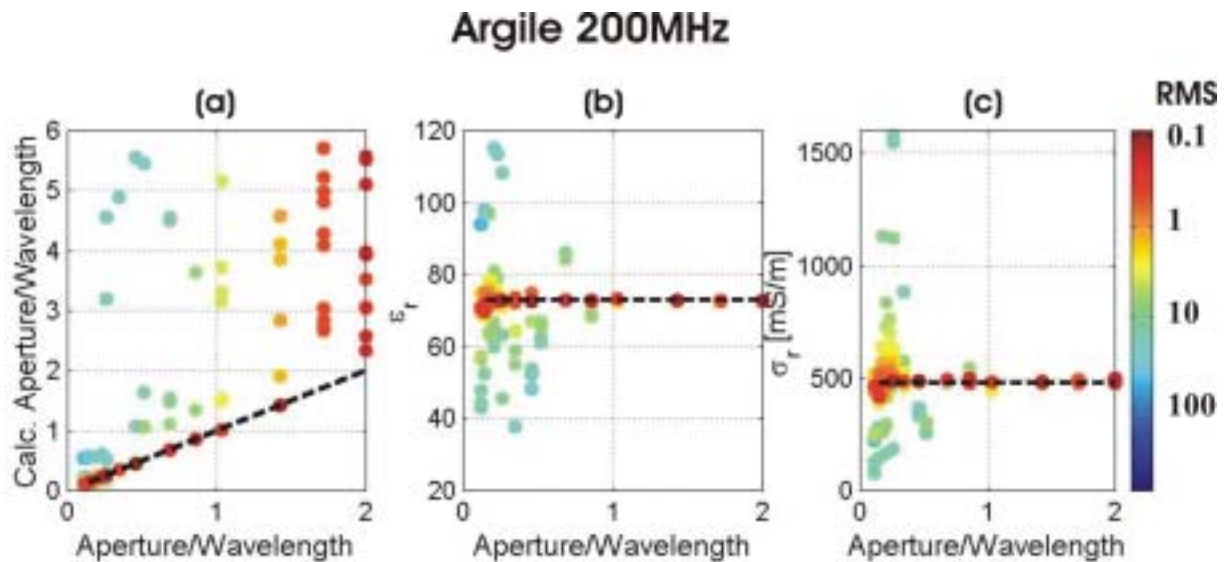 Argile 200MHz
(a)
(b)
(c)
RMS
Calc. Aperture/Wavelength
6
5
4
3
2
1
0
0
1
2
Aperture/Wavelength
εr
120
100
80
60
40
20
0
1
2
Aperture/Wavelength
σr [mS/m]
1500
1000
500
0
0
1
2
Aperture/Wavelength
0.1
1
10
100